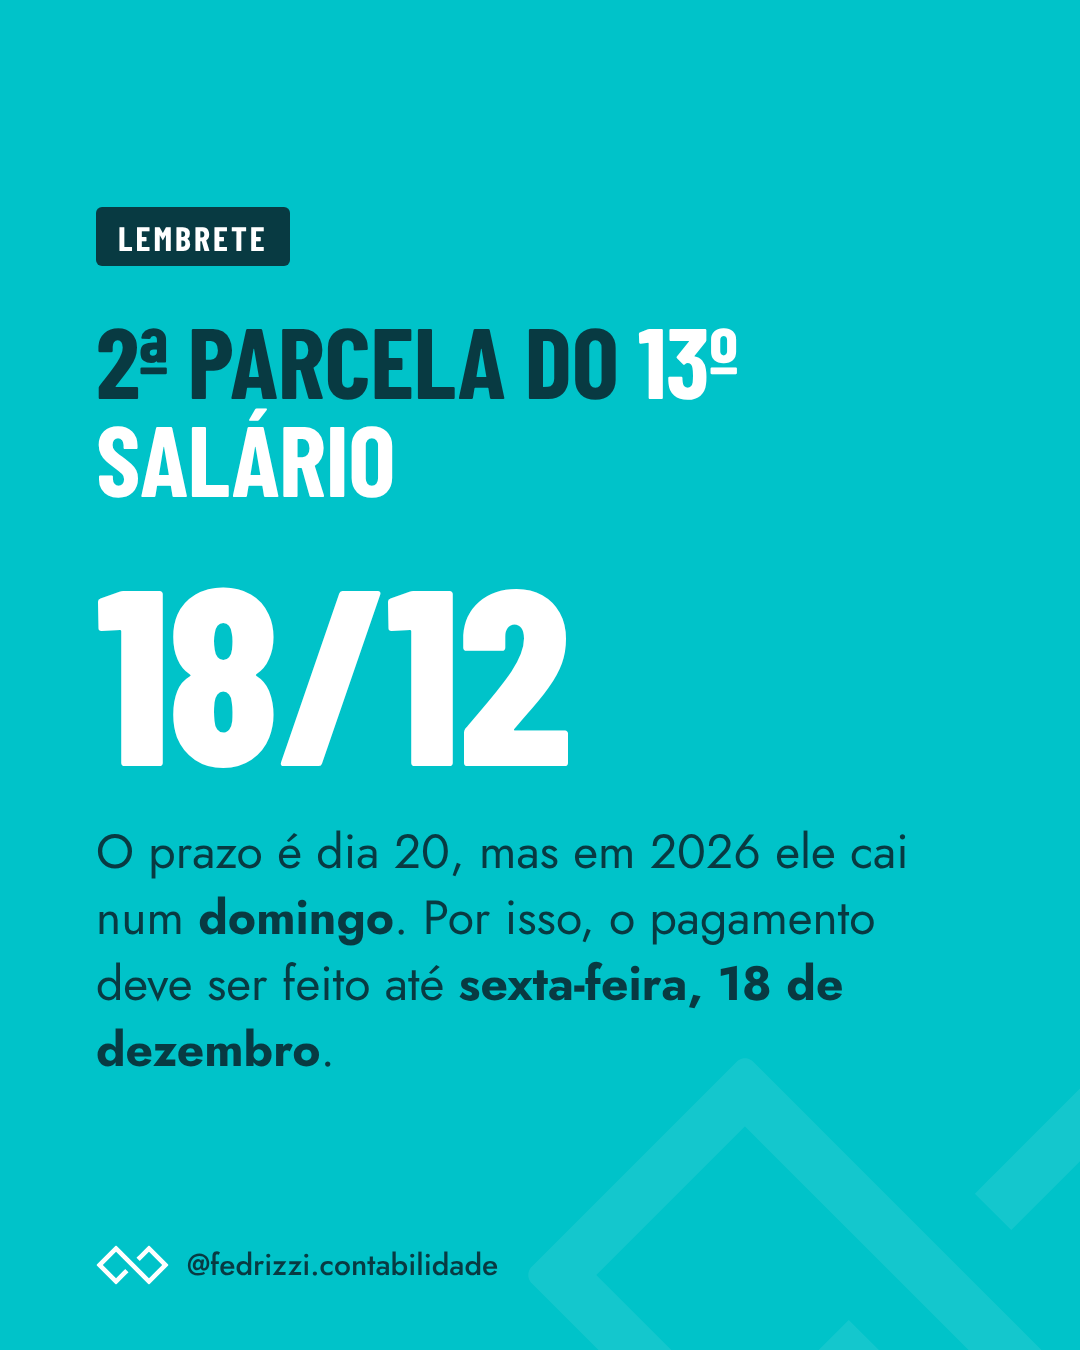 LEMBRETE
2ª PARCELA DO 13º
SALÁRIO
18/12
O prazo é dia 20, mas em 2026 ele cai
num domingo. Por isso, o pagamento
deve ser feito até sexta-feira, 18 de
dezembro.
@fedrizzi.contabilidade